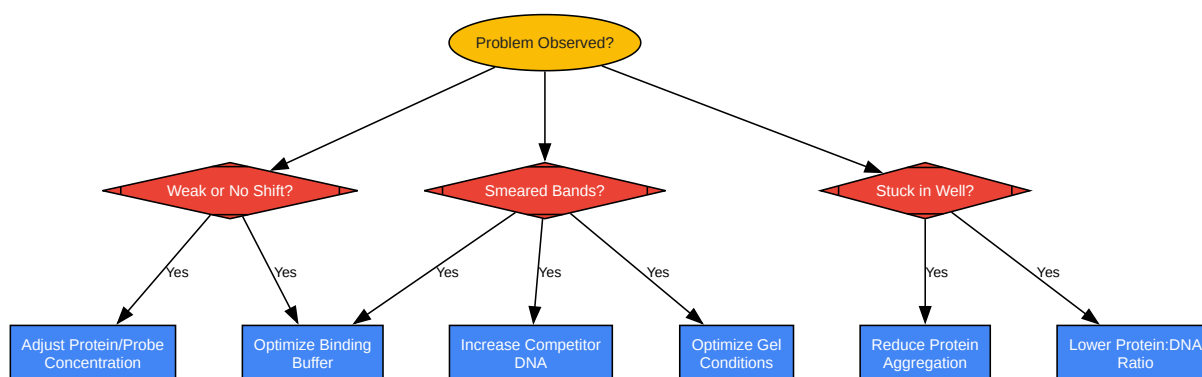 Problem Observed?
Weak or No Shift?
Smeared Bands?
Stuck in Well?
Yes
Yes
Yes
Yes
Yes
Yes
Yes
Adjust Protein/Probe
Concentration
Optimize Binding
Buffer
Increase Competitor
DNA
Optimize Gel
Conditions
Reduce Protein
Aggregation
Lower Protein:DNA
Ratio